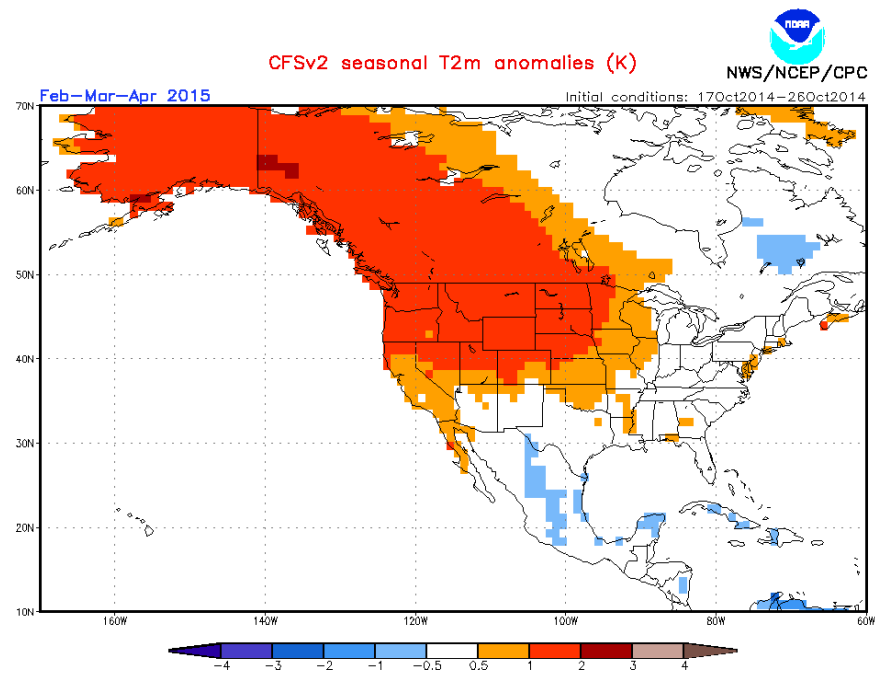 NOAA
CFSv2 seasonal T2m anomalies (K)
NWS/NCEP/CPC
Feb-Mar-Apr 2015
Initial conditions: 17Oct2014-26Oct2014
70N
60N
50N
40N
30N
20N
10N
160W 140W 120W 100W 80W 60W
-4 -3 -2 -1 -0.5 0.5 1 2 3 4